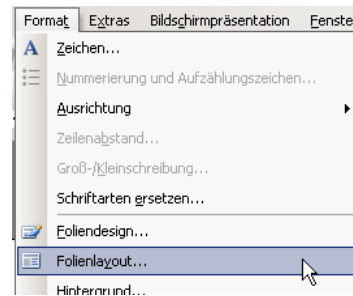 Format Extras Bildschirmpräsentation Fenste
Zeichen...
Nummerierung und Aufzählungszeichen...
Ausrichtung
Zeilenabstand...
Groß-/Kleinschreibung...
Schriftarten ersetzen...
Foliendesign...
Folienlayout...
Hintergrund...